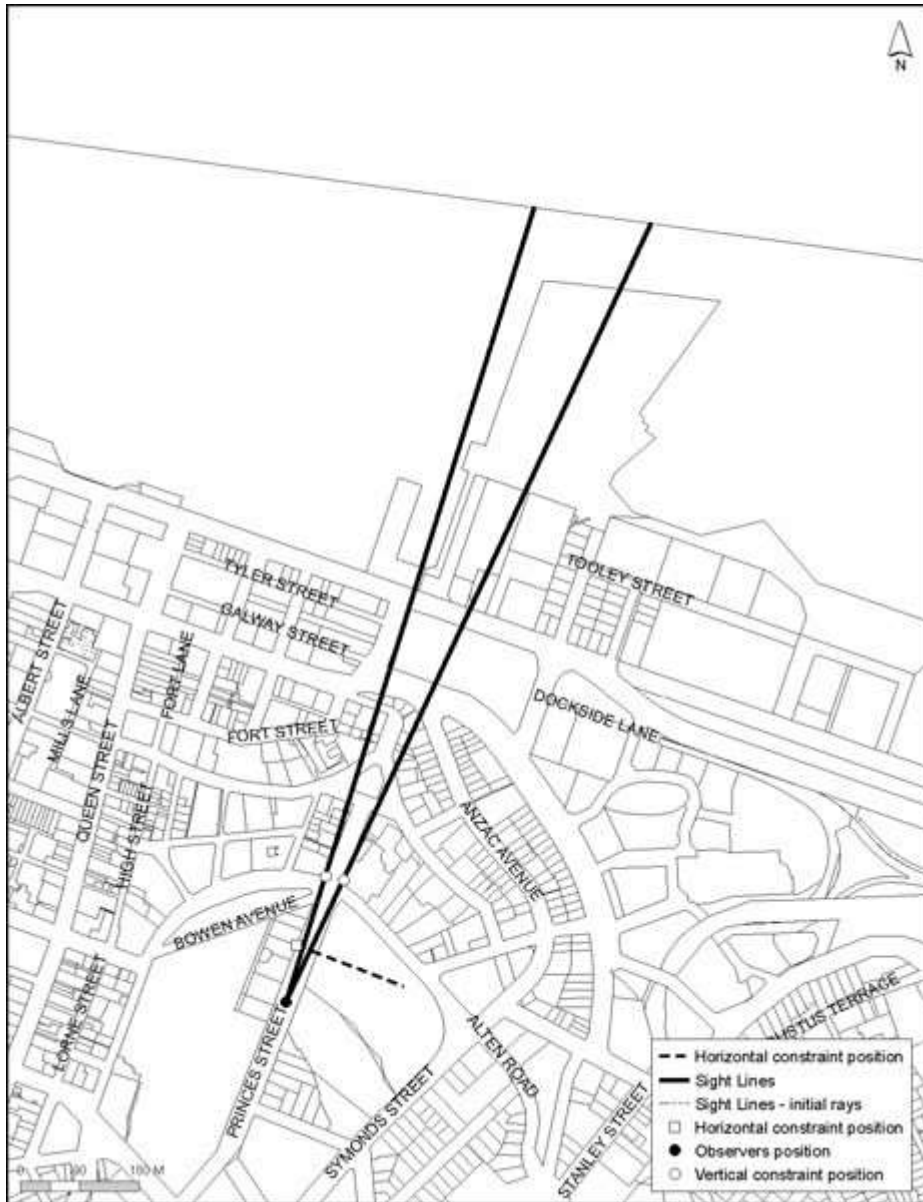 N
TYLER STREET
TOOLEY STREET
GALWAY STREET
ALBERT STREET
FORT LANE
MILLS LANE
FORT STREET
DOCKSIDE LANE
QUEEN STREET
HIGH STREET
ANZAC AVENUE
BOWEN AVENUE
LORNE STREET
PRINCES STREET
ALTEN ROAD
SYMONDS STREET
STANLEY STREET
TERRACE
Horizontal constraint position
Sight Lines
Sight Lines - initial rays
Horizontal constraint position
Observers position
Vertical constraint position
0
M